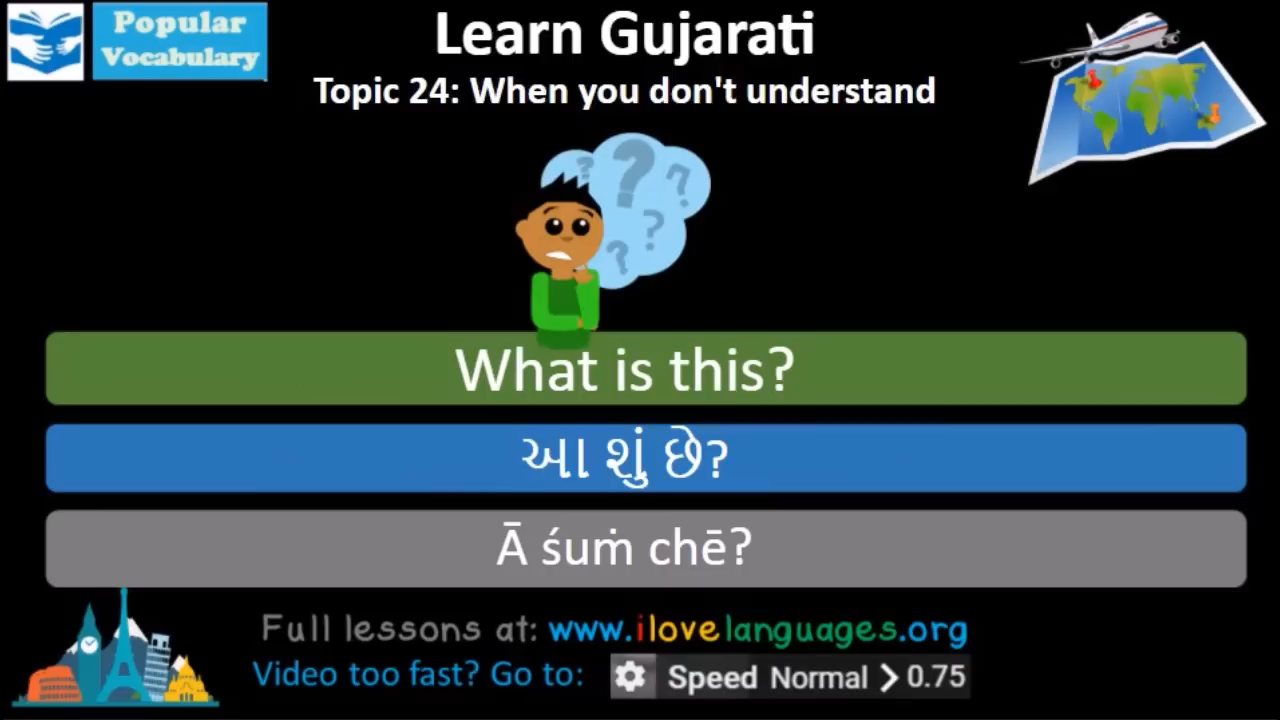 Popular
Vocabulary
Learn Gujarati
Topic 24: When you don't understand
? ? ? ? ?
What is this?
આ શું છે?
Ā śuṁ chē?
Full lessons at: www.ilovelanguages.org
Video too fast? Go to: Speed Normal > 0.75